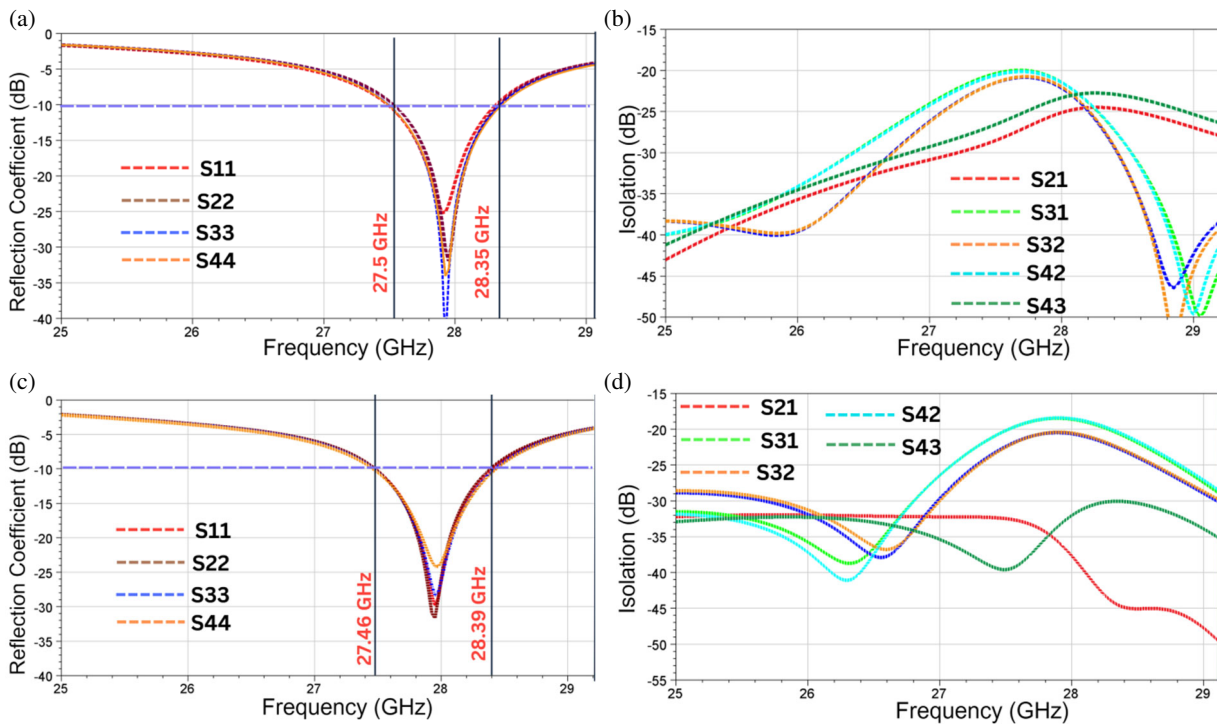 (a)
Reflection Coefficient (dB)
0
-5
-10
-15
-20
-25
-30
-35
-40
S11
S22
S33
S44
27.5 GHz
28.35 GHz
25
26
27
28
29
Frequency (GHz)
(b)
Isolation (dB)
-15
-20
-25
-30
-35
-40
-45
-50
S21
S31
S32
S42
S43
25
26
27
28
29
Frequency (GHz)
(c)
Reflection Coefficient (dB)
0
-5
-10
-15
-20
-25
-30
-35
-40
S11
S22
S33
S44
27.46 GHz
28.39 GHz
25
26
27
28
29
Frequency (GHz)
(d)
Isolation (dB)
-15
-20
-25
-30
-35
-40
-45
-50
-55
S21
S31
S32
S42
S43
25
26
27
28
29
Frequency (GHz)